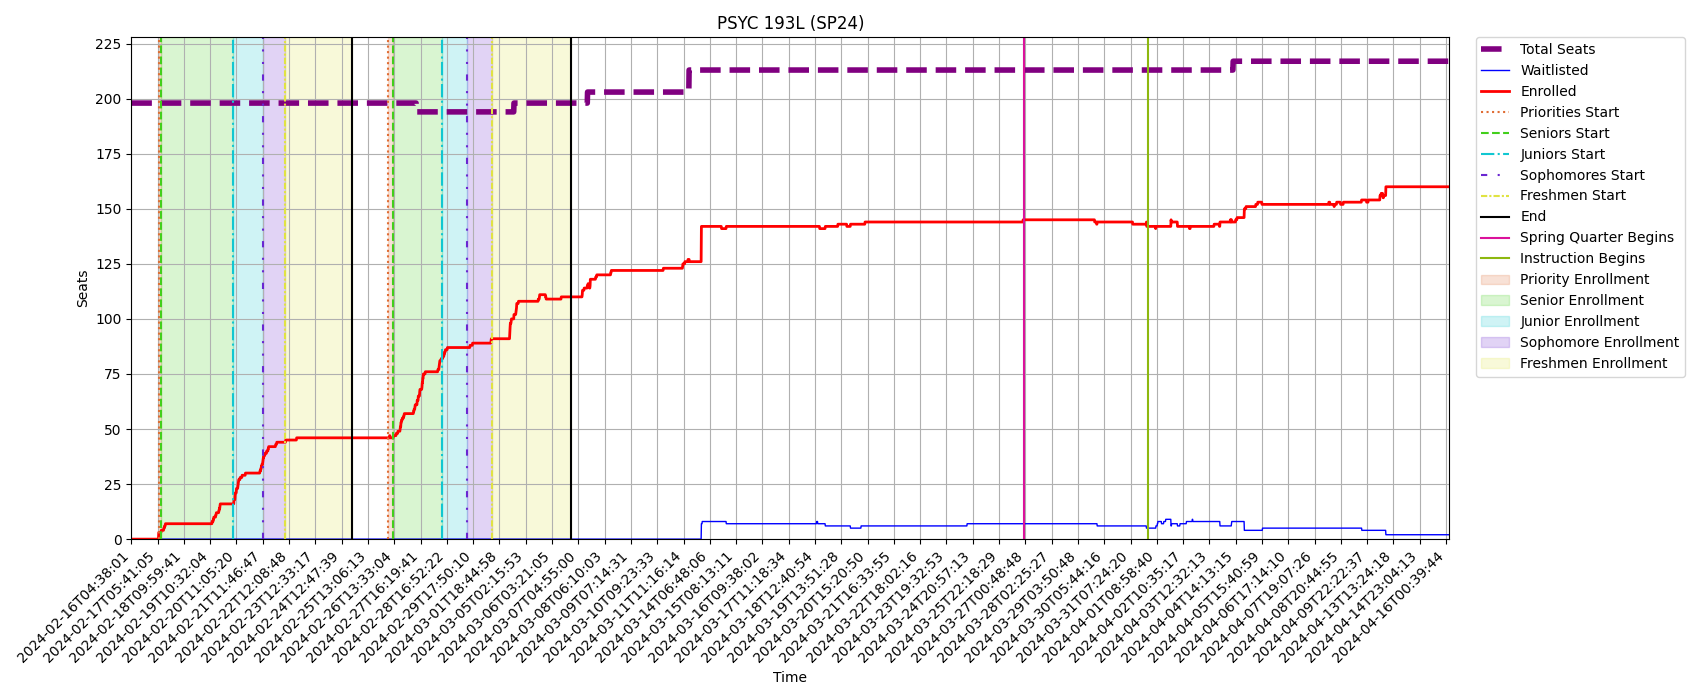 PSYC 193L (SP24)
Seats
225
200
175
150
125
100
75
50
25
0
2024-02-16T04:38:01
2024-02-17T05:41:05
2024-02-18T09:59:41
2024-02-19T10:32:04
2024-02-20T11:05:20
2024-02-21T11:46:47
2024-02-22T12:08:48
2024-02-23T12:33:17
2024-02-24T12:47:39
2024-02-25T13:06:13
2024-02-26T13:33:04
2024-02-27T16:19:41
2024-02-28T16:52:22
2024-02-29T17:50:10
2024-03-01T18:44:58
2024-03-05T02:15:53
2024-03-06T03:21:05
2024-03-07T04:55:00
2024-03-08T06:10:03
2024-03-09T07:14:31
2024-03-10T09:23:33
2024-03-11T11:16:14
2024-03-14T06:48:06
2024-03-15T08:13:11
2024-03-16T09:38:02
2024-03-17T11:18:34
2024-03-18T12:40:54
2024-03-19T13:51:28
2024-03-20T15:20:50
2024-03-21T16:33:55
2024-03-22T18:02:16
2024-03-23T19:32:53
2024-03-24T20:57:13
2024-03-25T22:18:29
2024-03-27T00:48:48
2024-03-28T02:25:27
2024-03-29T03:50:48
2024-03-30T05:44:16
2024-03-31T07:24:20
2024-04-01T08:58:40
2024-04-02T10:35:17
2024-04-03T12:32:13
2024-04-04T14:13:15
2024-04-05T15:40:59
2024-04-06T17:14:10
2024-04-07T19:07:26
2024-04-08T20:44:55
2024-04-09T22:22:37
2024-04-13T13:24:18
2024-04-14T23:04:13
2024-04-16T00:39:44
Time
Total Seats
Waitlisted
Enrolled
Priorities Start
Seniors Start
Juniors Start
Sophomores Start
Freshmen Start
End
Spring Quarter Begins
Instruction Begins
Priority Enrollment
Senior Enrollment
Junior Enrollment
Sophomore Enrollment
Freshmen Enrollment